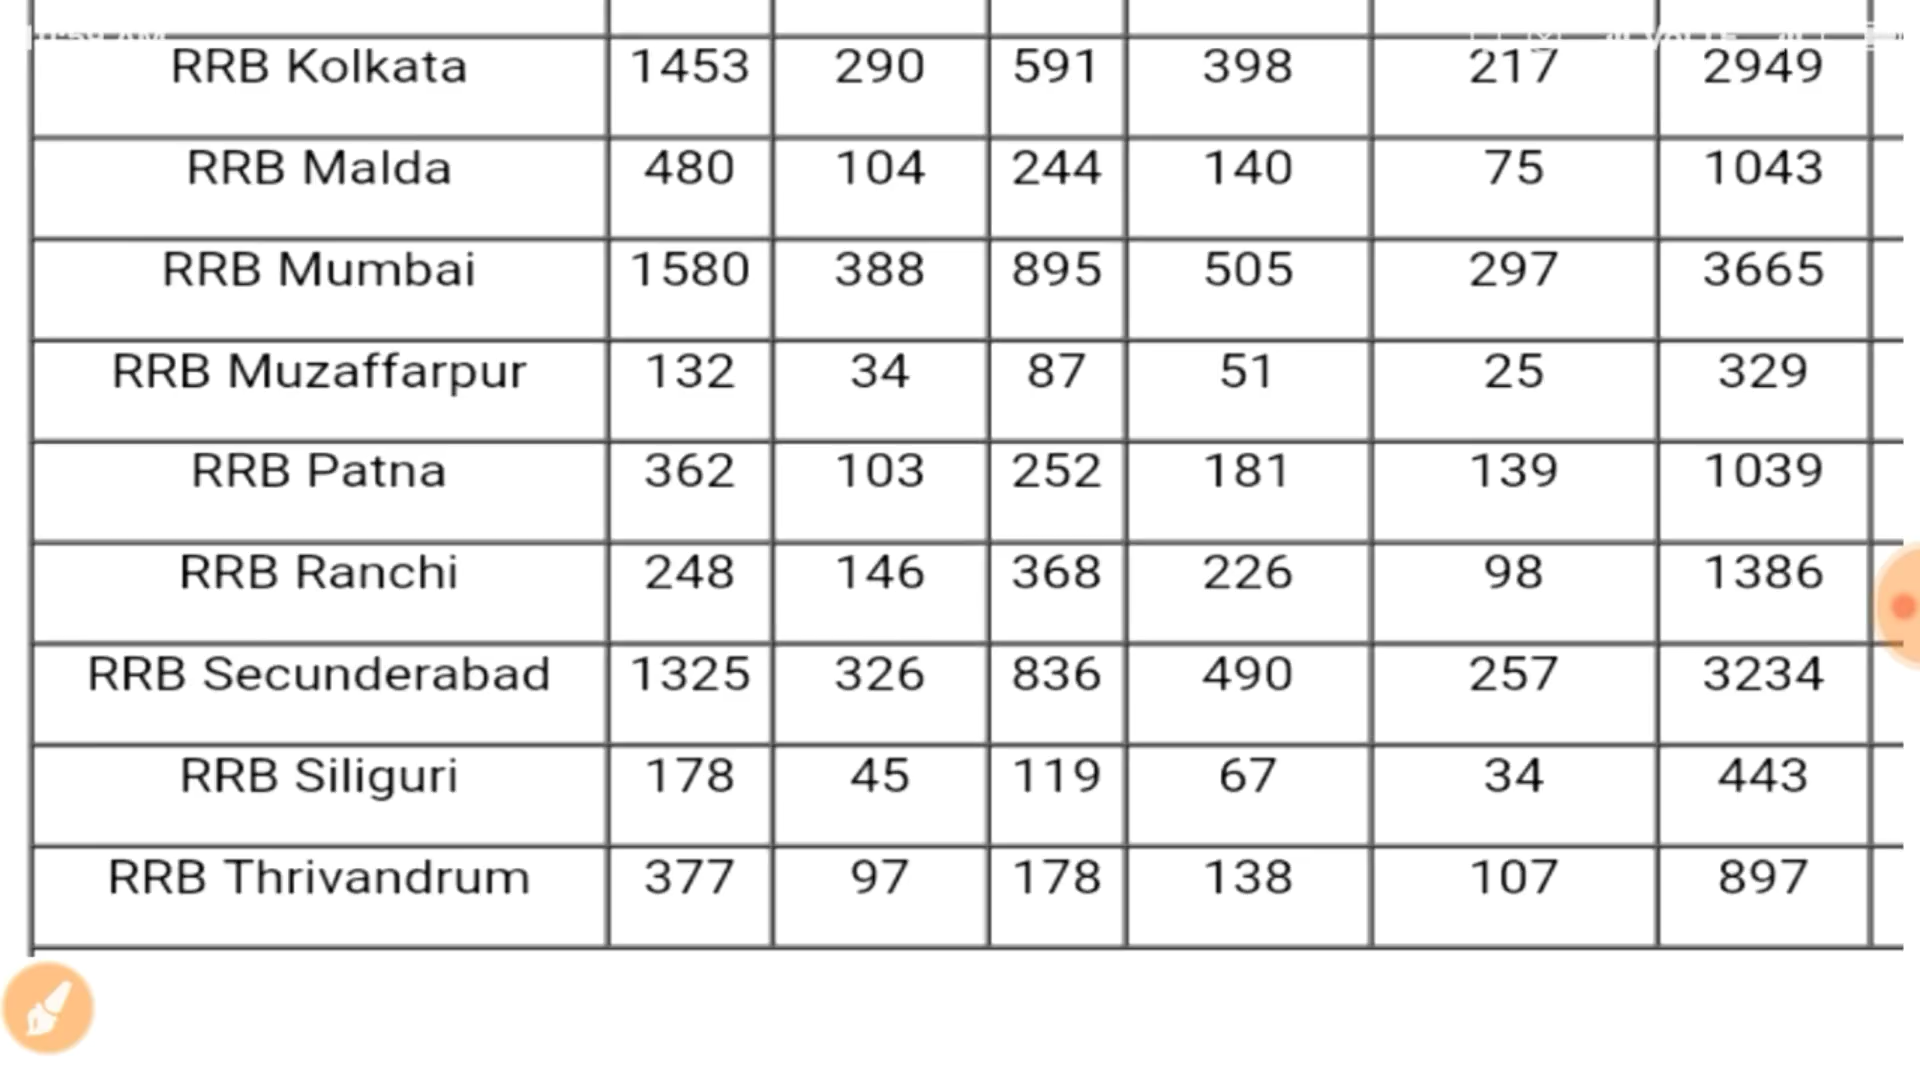 RRB Kolkata 1453 290 591 398 217 2949
RRB Malda 480 104 244 140 75 1043
RRB Mumbai 1580 388 895 505 297 3665
RRB Muzaffarpur 132 34 87 51 25 329
RRB Patna 362 103 252 181 139 1039
RRB Ranchi 248 146 368 226 98 1386
RRB Secunderabad 1325 326 836 490 257 3234
RRB Siliguri 178 45 119 67 34 443
RRB Thrivandrum 377 97 178 138 107 897